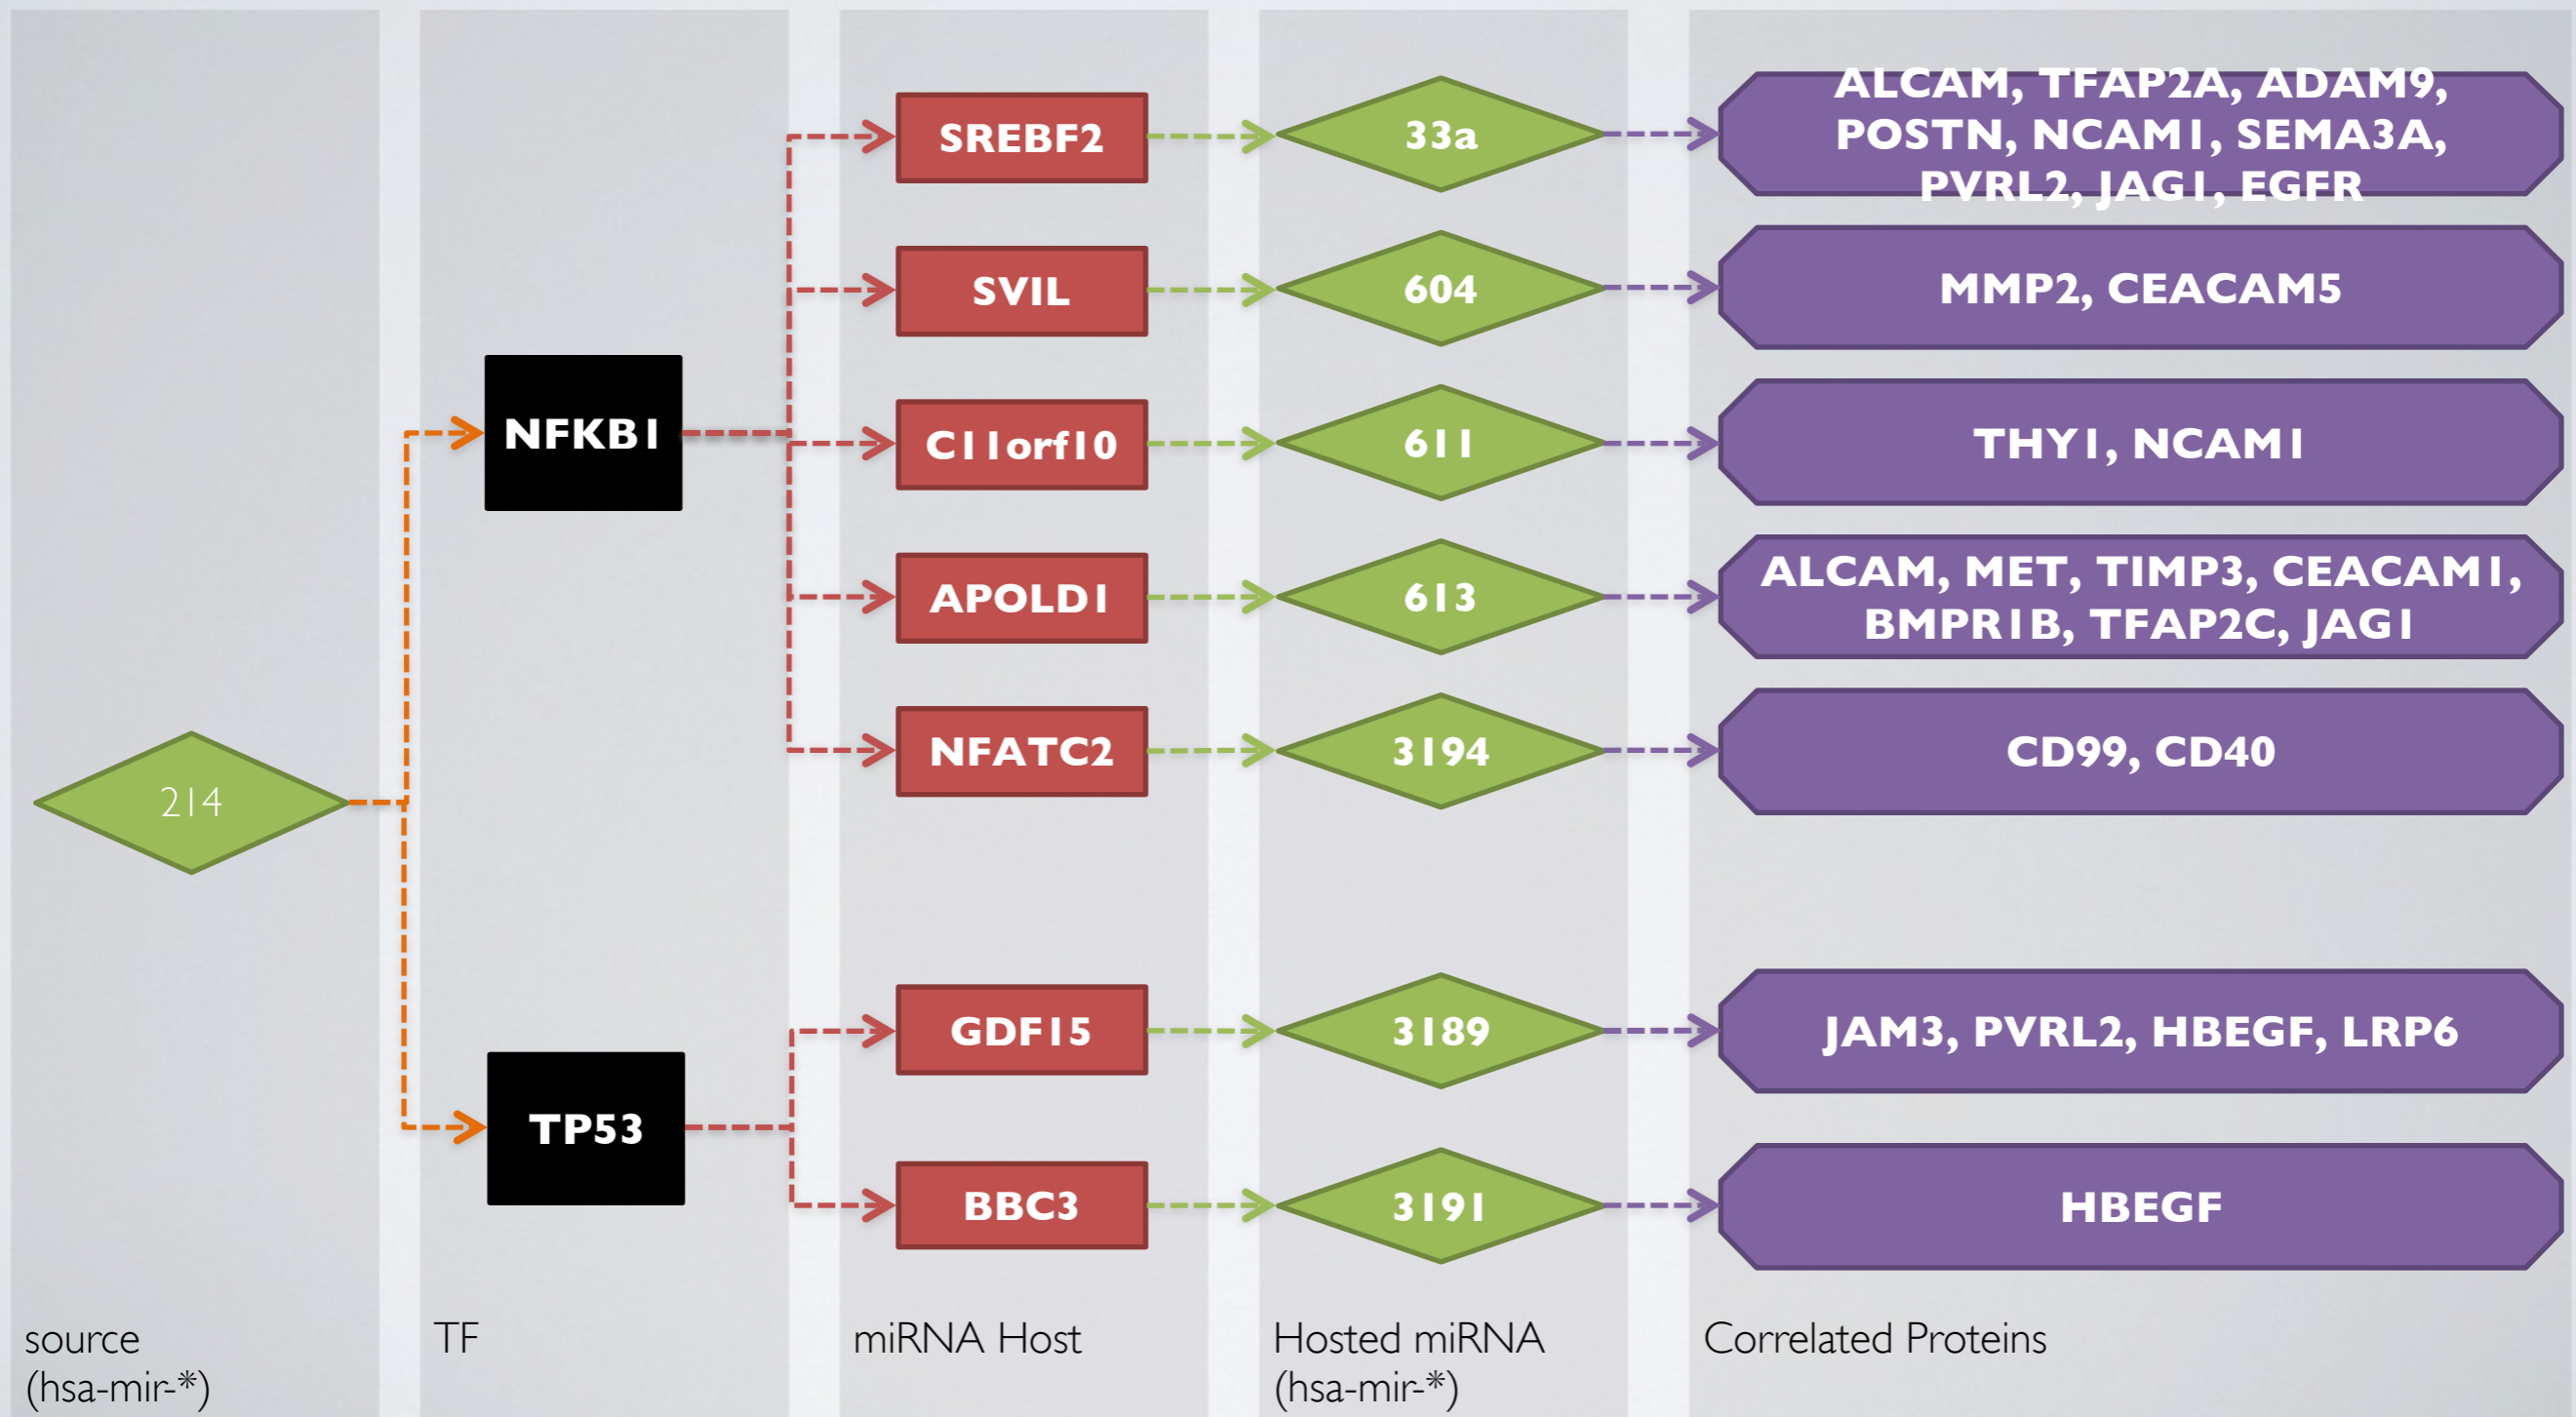 214
NFKB1
TP53
SREBF2
SVIL
C11orf10
APOLD1
NFATC2
GDF15
BBC3
33a
604
611
613
3194
3189
3191
ALCAM, TFAP2A, ADAM9,
POSTN, NCAM1, SEMA3A,
PVRL2, JAG1, EGFR
MMP2, CEACAM5
THY1, NCAM1
ALCAM, MET, TIMP3, CEACAM1,
BMPR1B, TFAP2C, JAG1
CD99, CD40
JAM3, PVRL2, HBEGF, LRP6
HBEGF
source
(hsa-mir-*)
TF
miRNA Host
Hosted miRNA
(hsa-mir-*)
Correlated Proteins